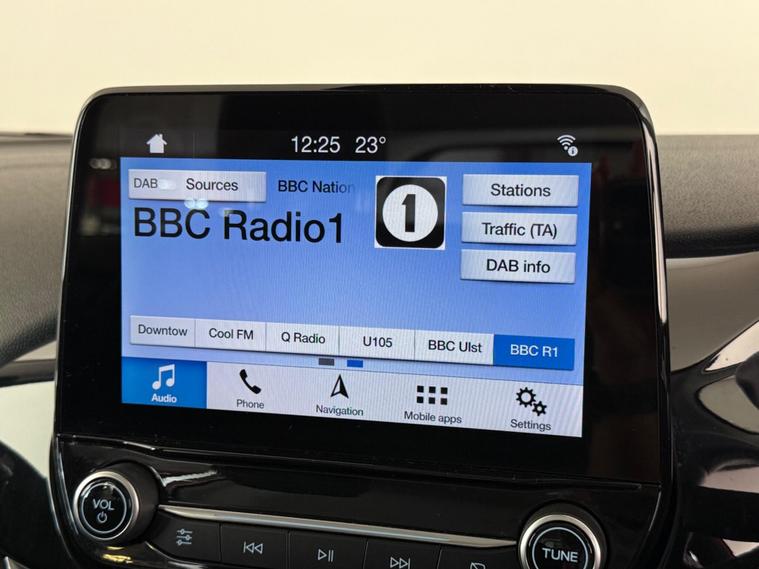 12:25 23°
DAB Sources BBC Nation
1
Stations
BBC Radio1
Traffic (TA)
DAB info
Downtow Cool FM Q Radio U105 BBC Ulst BBC R1
Audio Phone Navigation Mobile apps Settings
VOL
TUNE